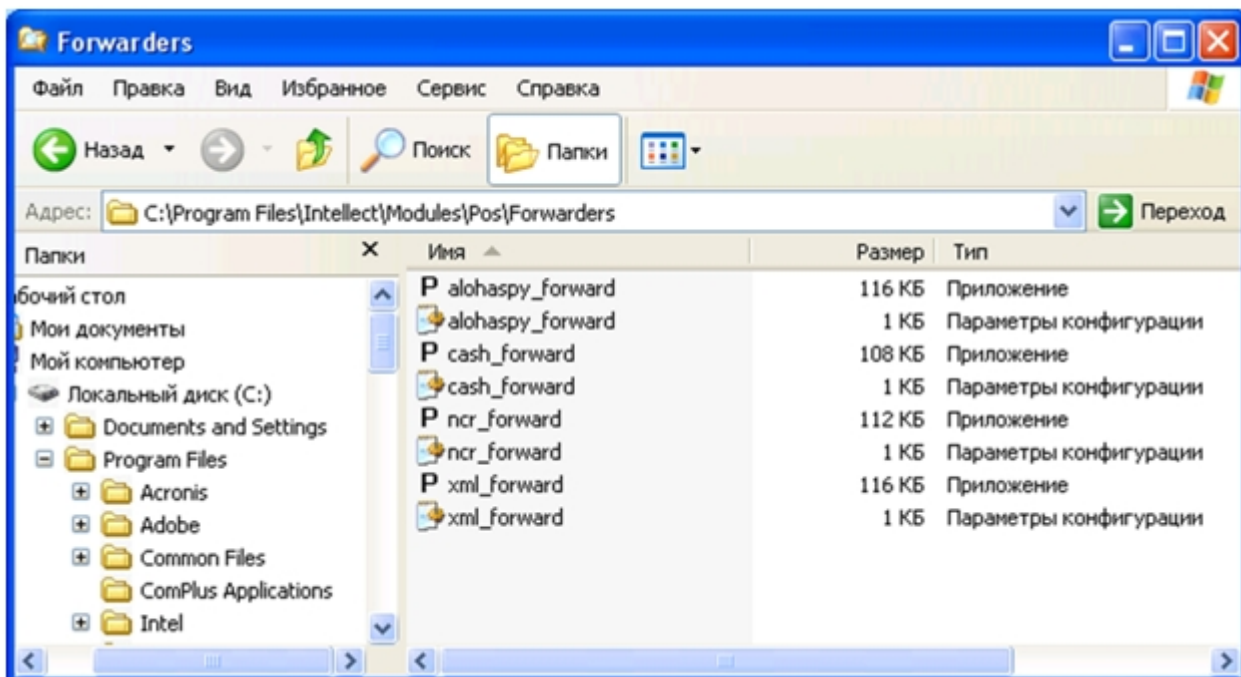 Forwarders
Файл Правка Вид Избранное Сервис Справка
Назад Поиск Папки
Адрес: C:\Program Files\Intellect\Modules\Pos\Forwarders Переход
Папки
бочий стол
Мои документы
Мой компьютер
Локальный диск (C:)
Documents and Settings
Program Files
Acronis
Adobe
Common Files
ComPlus Applications
Intel
Имя Размер Тип
P alohaspy_forward 116 КБ Приложение
alohaspy_forward 1 КБ Параметры конфигурации
P cash_forward 108 КБ Приложение
cash_forward 1 КБ Параметры конфигурации
P ncr_forward 112 КБ Приложение
ncr_forward 1 КБ Параметры конфигурации
P xml_forward 116 КБ Приложение
xml_forward 1 КБ Параметры конфигурации